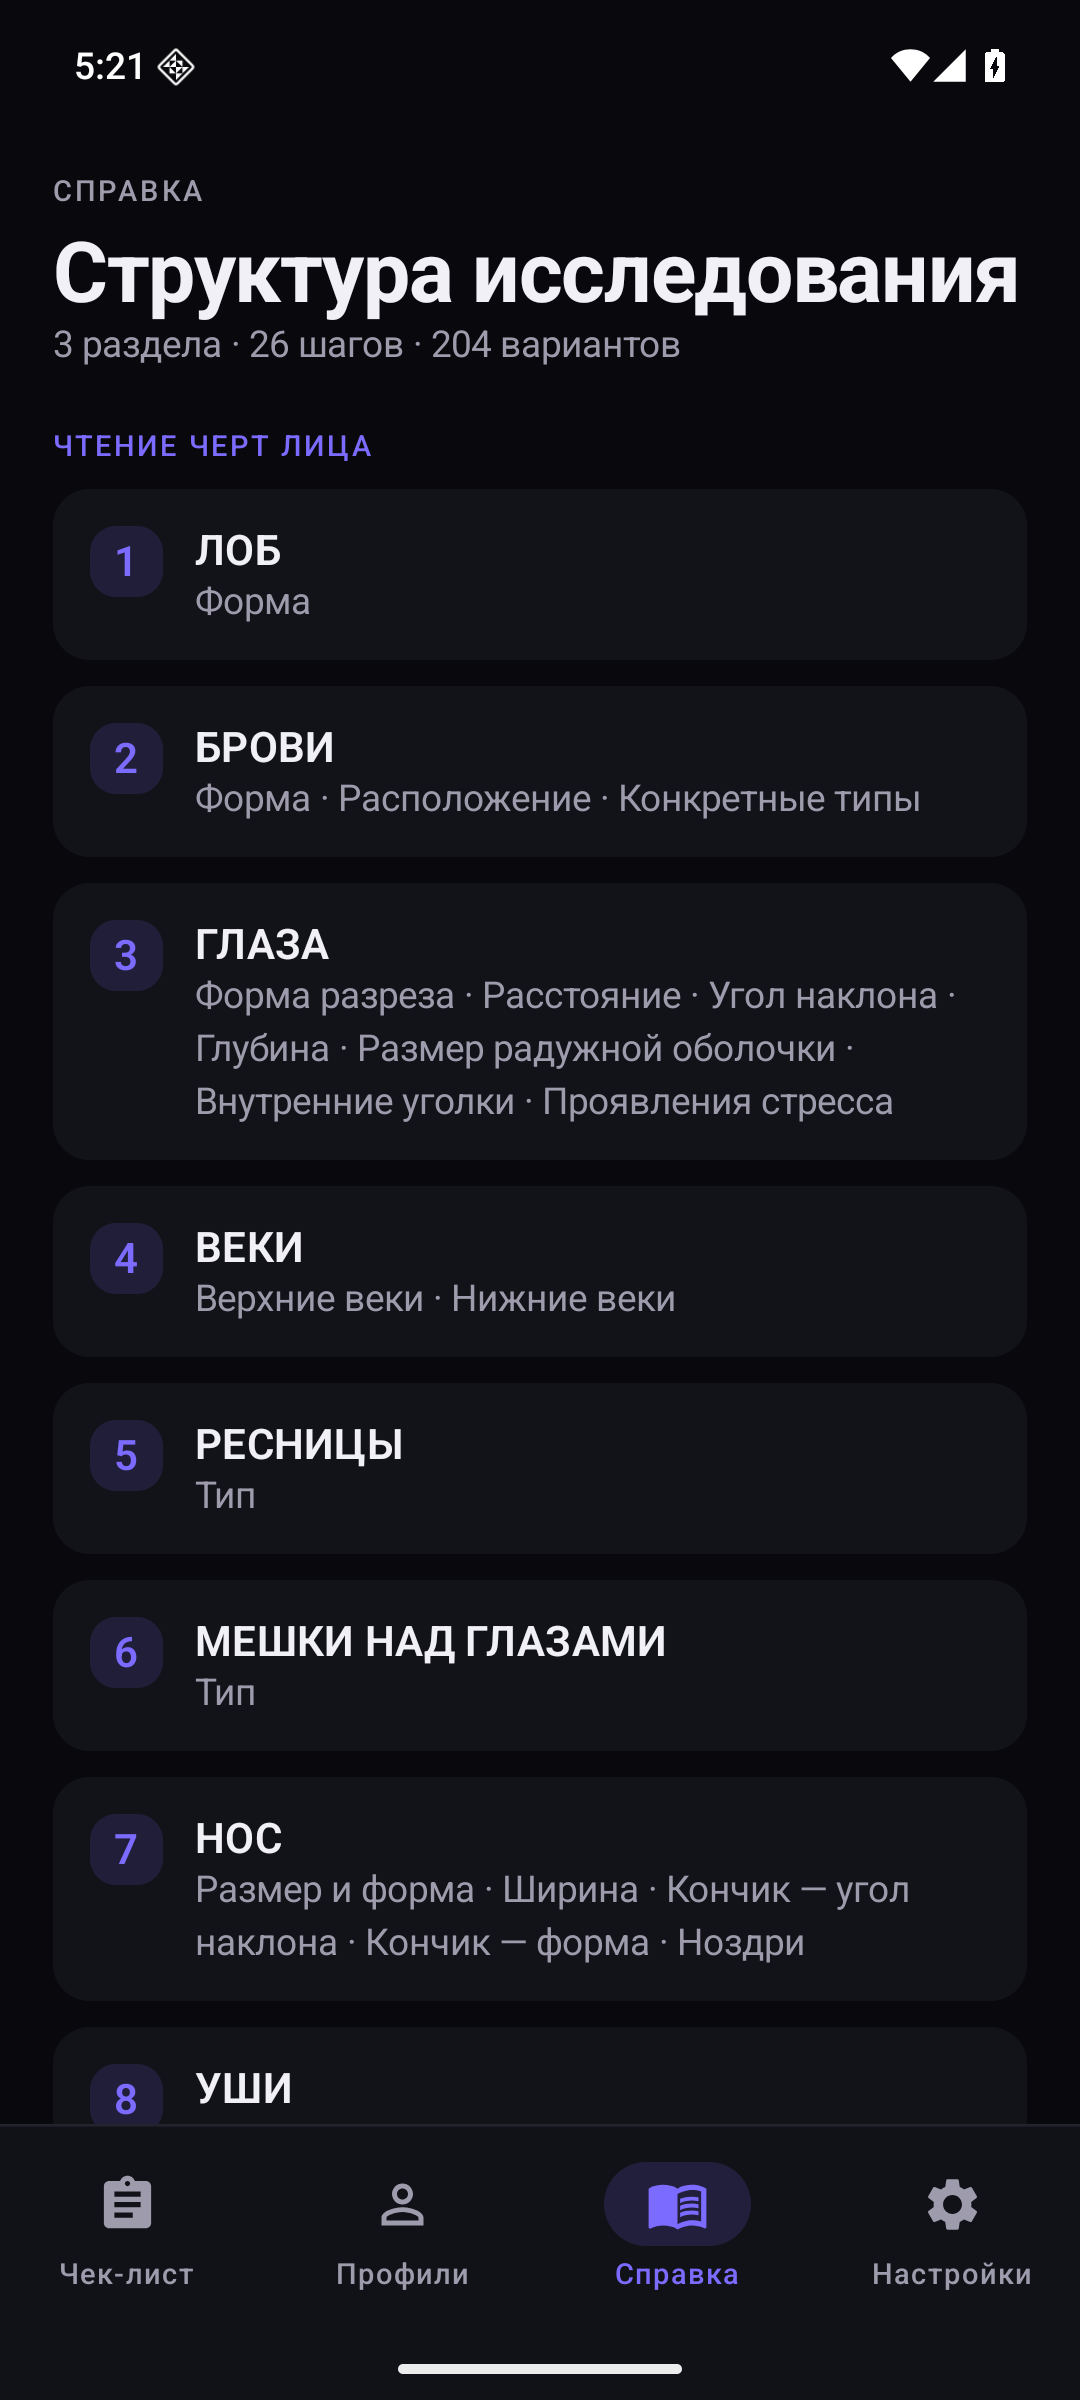 5:21
СПРАВКА
Структура исследования
3 раздела · 26 шагов · 204 вариантов
ЧТЕНИЕ ЧЕРТ ЛИЦА
1
ЛОБ
Форма
2
БРОВИ
Форма · Расположение · Конкретные типы
3
ГЛАЗА
Форма разреза · Расстояние · Угол наклона ·
Глубина · Размер радужной оболочки ·
Внутренние уголки · Проявления стресса
4
ВЕКИ
Верхние веки · Нижние веки
5
РЕСНИЦЫ
Тип
6
МЕШКИ НАД ГЛАЗАМИ
Тип
7
НОС
Размер и форма · Ширина · Кончик — угол
наклона · Кончик — форма · Ноздри
8
УШИ
Чек-лист
Профили
Справка
Настройки